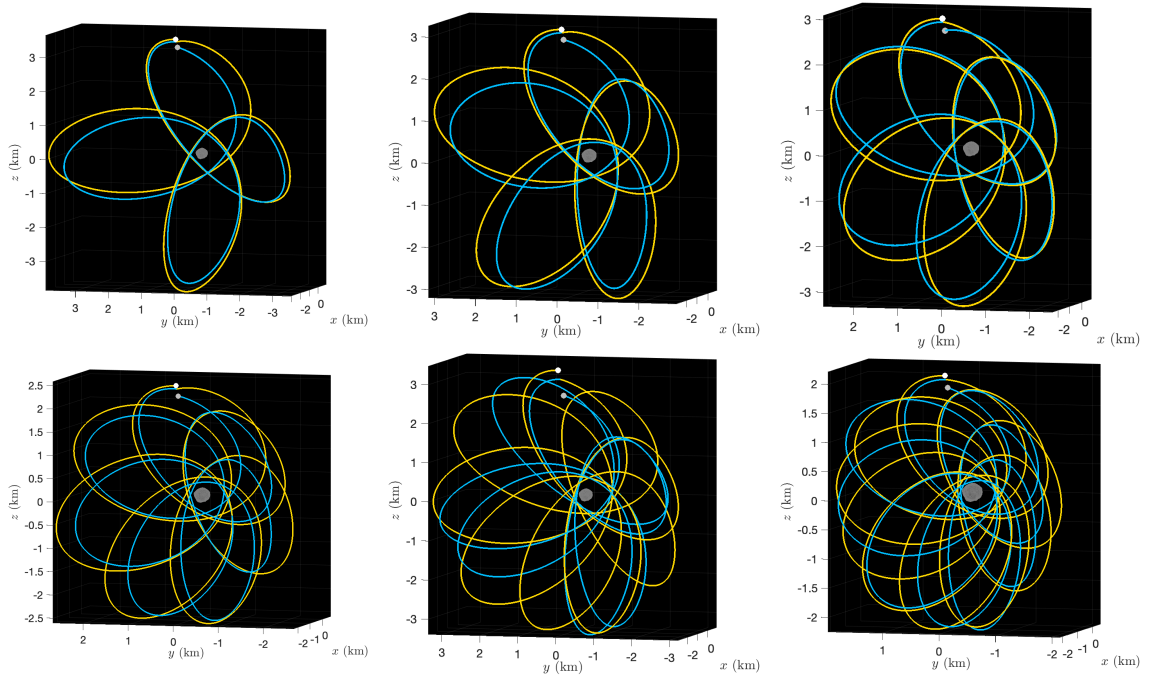 3
2
1
0
-1
-2
-3
z (km)
3 2 1 0 -1 -2 -3 -2 0
y (km)
x (km)
3
2
1
0
-1
-2
-3
z (km)
3 2 1 0 -1 -2 -2 0
y (km)
x (km)
3
2
1
0
-1
-2
-3
z (km)
2 1 0 -1 -2 -2 0
y (km)
x (km)
2.5
2
1.5
1
0.5
0
-0.5
-1
-1.5
-2
-2.5
z (km)
2 1 0 -1 -2 -2 -1 0
y (km)
x (km)
3
2
1
0
-1
-2
-3
z (km)
3 2 1 0 -1 -2 -3 -2 0
y (km)
x (km)
2
1.5
1
0.5
0
-0.5
-1
-1.5
-2
z (km)
1 0 -1 -2 -2 -1 0
y (km)
x (km)